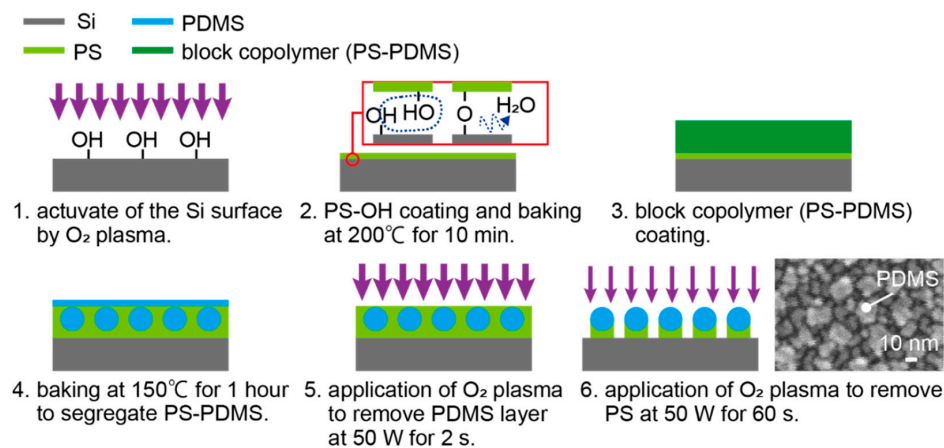 Si
PDMS
PS
block copolymer (PS-PDMS)
OH OH OH
OH HO O H₂O
1. actuvate of the Si surface
by O₂ plasma.
2. PS-OH coating and baking
at 200℃ for 10 min.
3. block copolymer (PS-PDMS)
coating.
PDMS
10 nm
4. baking at 150℃ for 1 hour
to segregate PS-PDMS.
5. application of O₂ plasma
to remove PDMS layer
at 50 W for 2 s.
6. application of O₂ plasma to remove
PS at 50 W for 60 s.